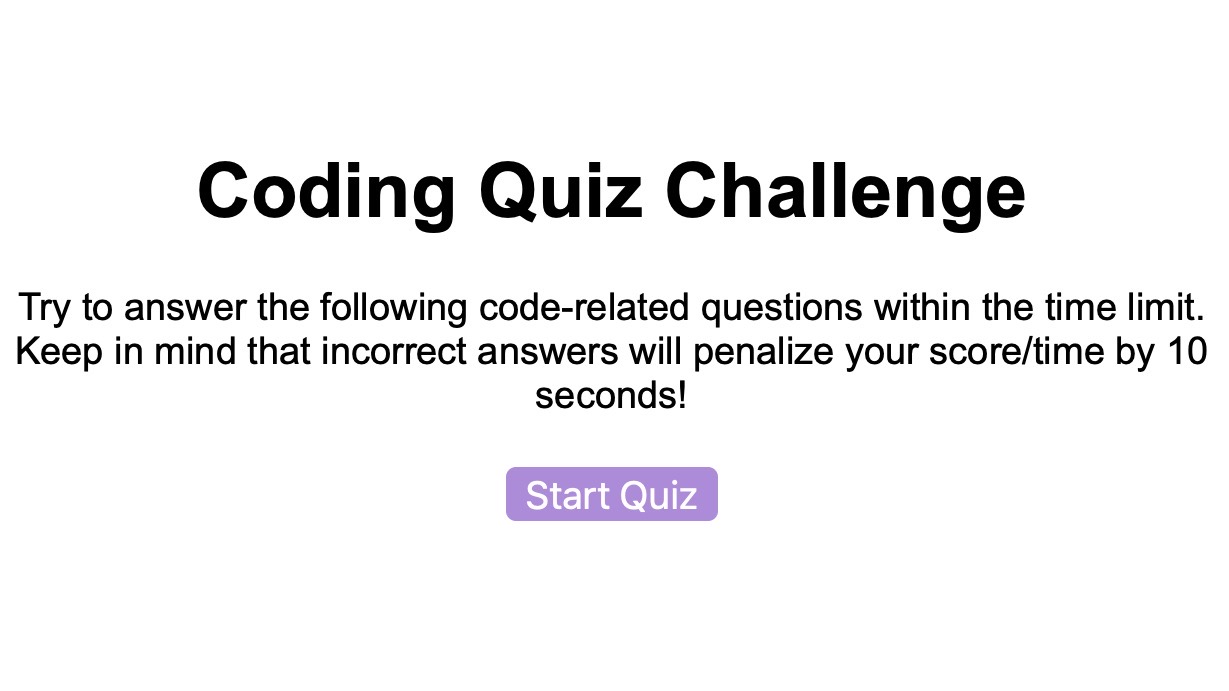 Coding Quiz Challenge
Try to answer the following code-related questions within the time limit.
Keep in mind that incorrect answers will penalize your score/time by 10
seconds!
Start Quiz